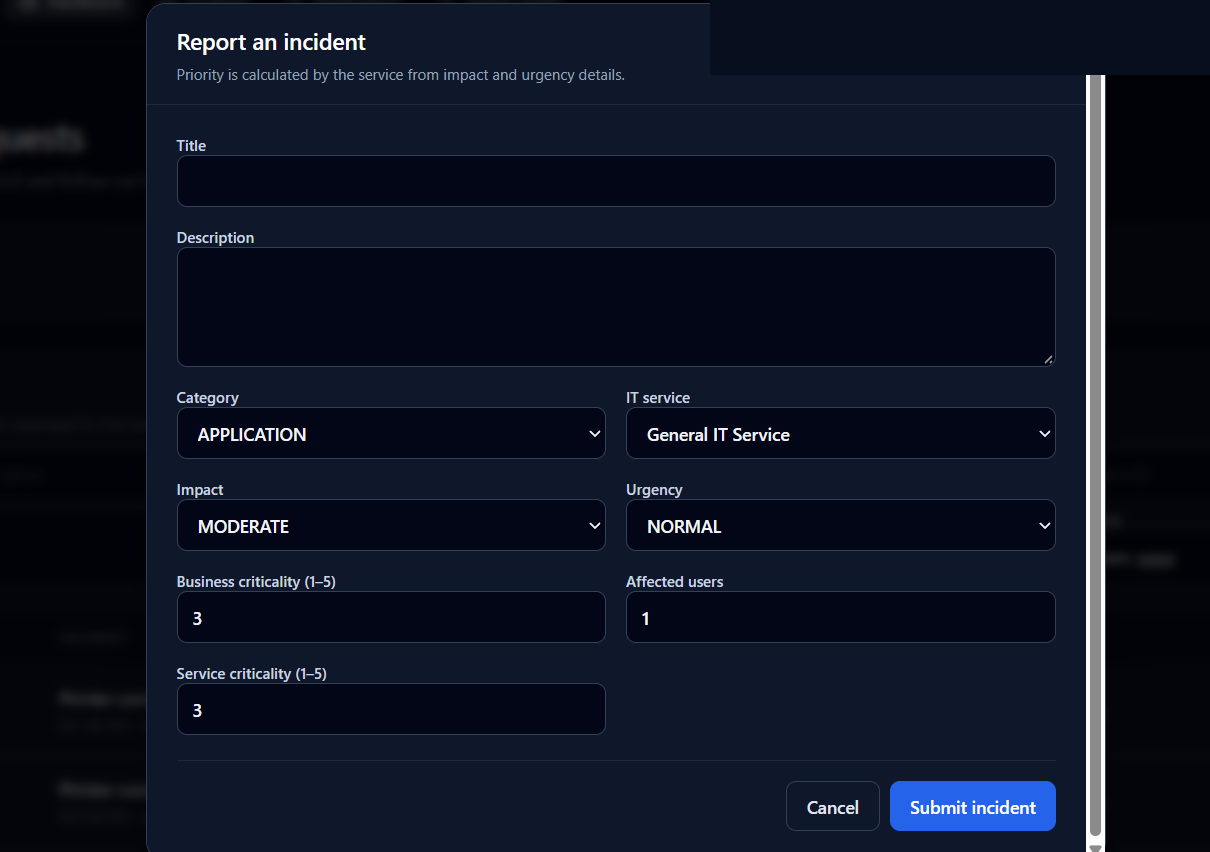 Report an incident
Priority is calculated by the service from impact and urgency details.
Title
Description
Category
IT service
APPLICATION
General IT Service
Impact
Urgency
MODERATE
NORMAL
Business criticality (1–5)
Affected users
3
1
Service criticality (1–5)
3
Cancel
Submit incident